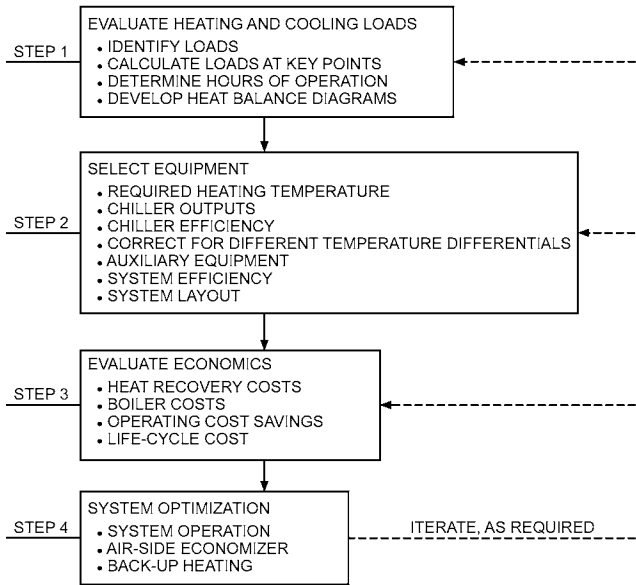 STEP 1
EVALUATE HEATING AND COOLING LOADS
• IDENTIFY LOADS
• CALCULATE LOADS AT KEY POINTS
• DETERMINE HOURS OF OPERATION
• DEVELOP HEAT BALANCE DIAGRAMS
STEP 2
SELECT EQUIPMENT
• REQUIRED HEATING TEMPERATURE
• CHILLER OUTPUTS
• CHILLER EFFICIENCY
• CORRECT FOR DIFFERENT TEMPERATURE DIFFERENTIALS
• AUXILIARY EQUIPMENT
• SYSTEM EFFICIENCY
• SYSTEM LAYOUT
STEP 3
EVALUATE ECONOMICS
• HEAT RECOVERY COSTS
• BOILER COSTS
• OPERATING COST SAVINGS
• LIFE-CYCLE COST
STEP 4
SYSTEM OPTIMIZATION
• SYSTEM OPERATION
• AIR-SIDE ECONOMIZER
• BACK-UP HEATING
ITERATE, AS REQUIRED